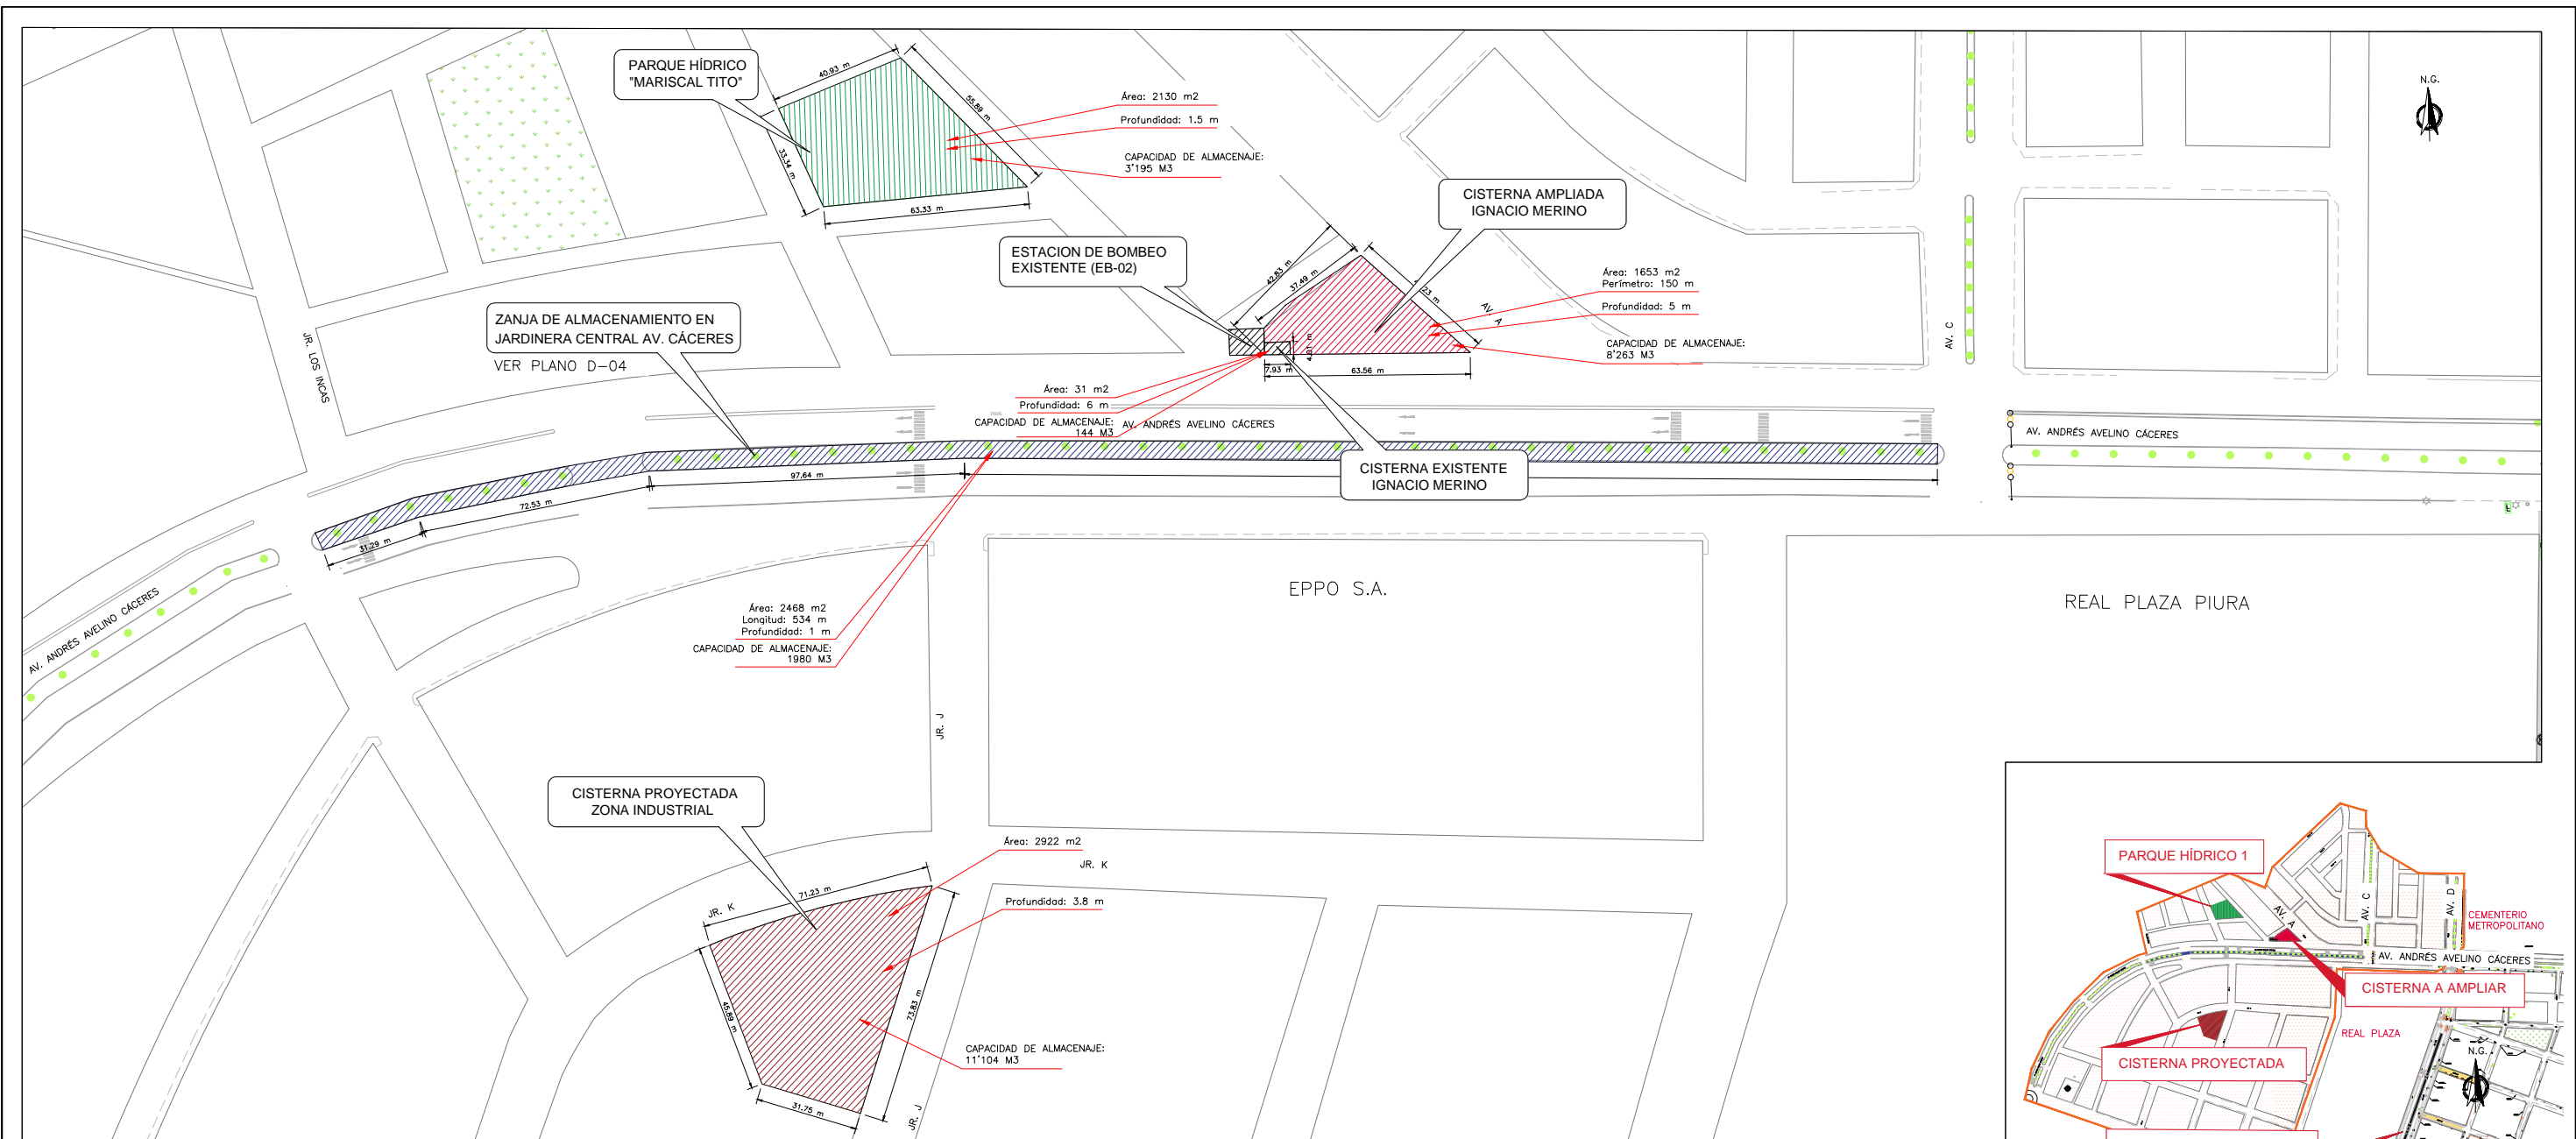 PARQUE HÍDRICO
"MARISCAL TITO"
40.93 m
55.89 m
33.34 m
63.33 m
Área: 2130 m2
Profundidad: 1.5 m
CAPACIDAD DE ALMACENAJE:
3'195 M3
N.G.
CISTERNA AMPLIADA
IGNACIO MERINO
ESTACION DE BOMBEO
EXISTENTE (EB-02)
42.83 m
37.49 m
23 m
AV. A
Área: 1653 m2
Perímetro: 150 m
Profundidad: 5 m
CAPACIDAD DE ALMACENAJE:
8'263 M3
7.93 m
63.56 m
ZANJA DE ALMACENAMIENTO EN
JARDINERA CENTRAL AV. CÁCERES
VER PLANO D-04
JR. LOS INCAS
AV. C
Área: 31 m2
Profundidad: 6 m
CAPACIDAD DE ALMACENAJE:
144 M3
AV. ANDRÉS AVELINO CÁCERES
AV. ANDRÉS AVELINO CÁCERES
CISTERNA EXISTENTE
IGNACIO MERINO
97.64 m
72.53 m
31.29 m
AV. ANDRÉS AVELINO CÁCERES
EPPO S.A.
REAL PLAZA PIURA
Área: 2468 m2
Longitud: 534 m
Profundidad: 1 m
CAPACIDAD DE ALMACENAJE:
1980 M3
JR. J
CISTERNA PROYECTADA
ZONA INDUSTRIAL
Área: 2922 m2
JR. K
JR. K
71.23 m
Profundidad: 3.8 m
45.89 m
73.83 m
CAPACIDAD DE ALMACENAJE:
11'104 M3
31.75 m
JR. J
PARQUE HÍDRICO 1
AV. A
AV. C
AV. D
CEMENTERIO
METROPOLITANO
AV. ANDRÉS AVELINO CÁCERES
CISTERNA A AMPLIAR
REAL PLAZA
N.G.
CISTERNA PROYECTADA